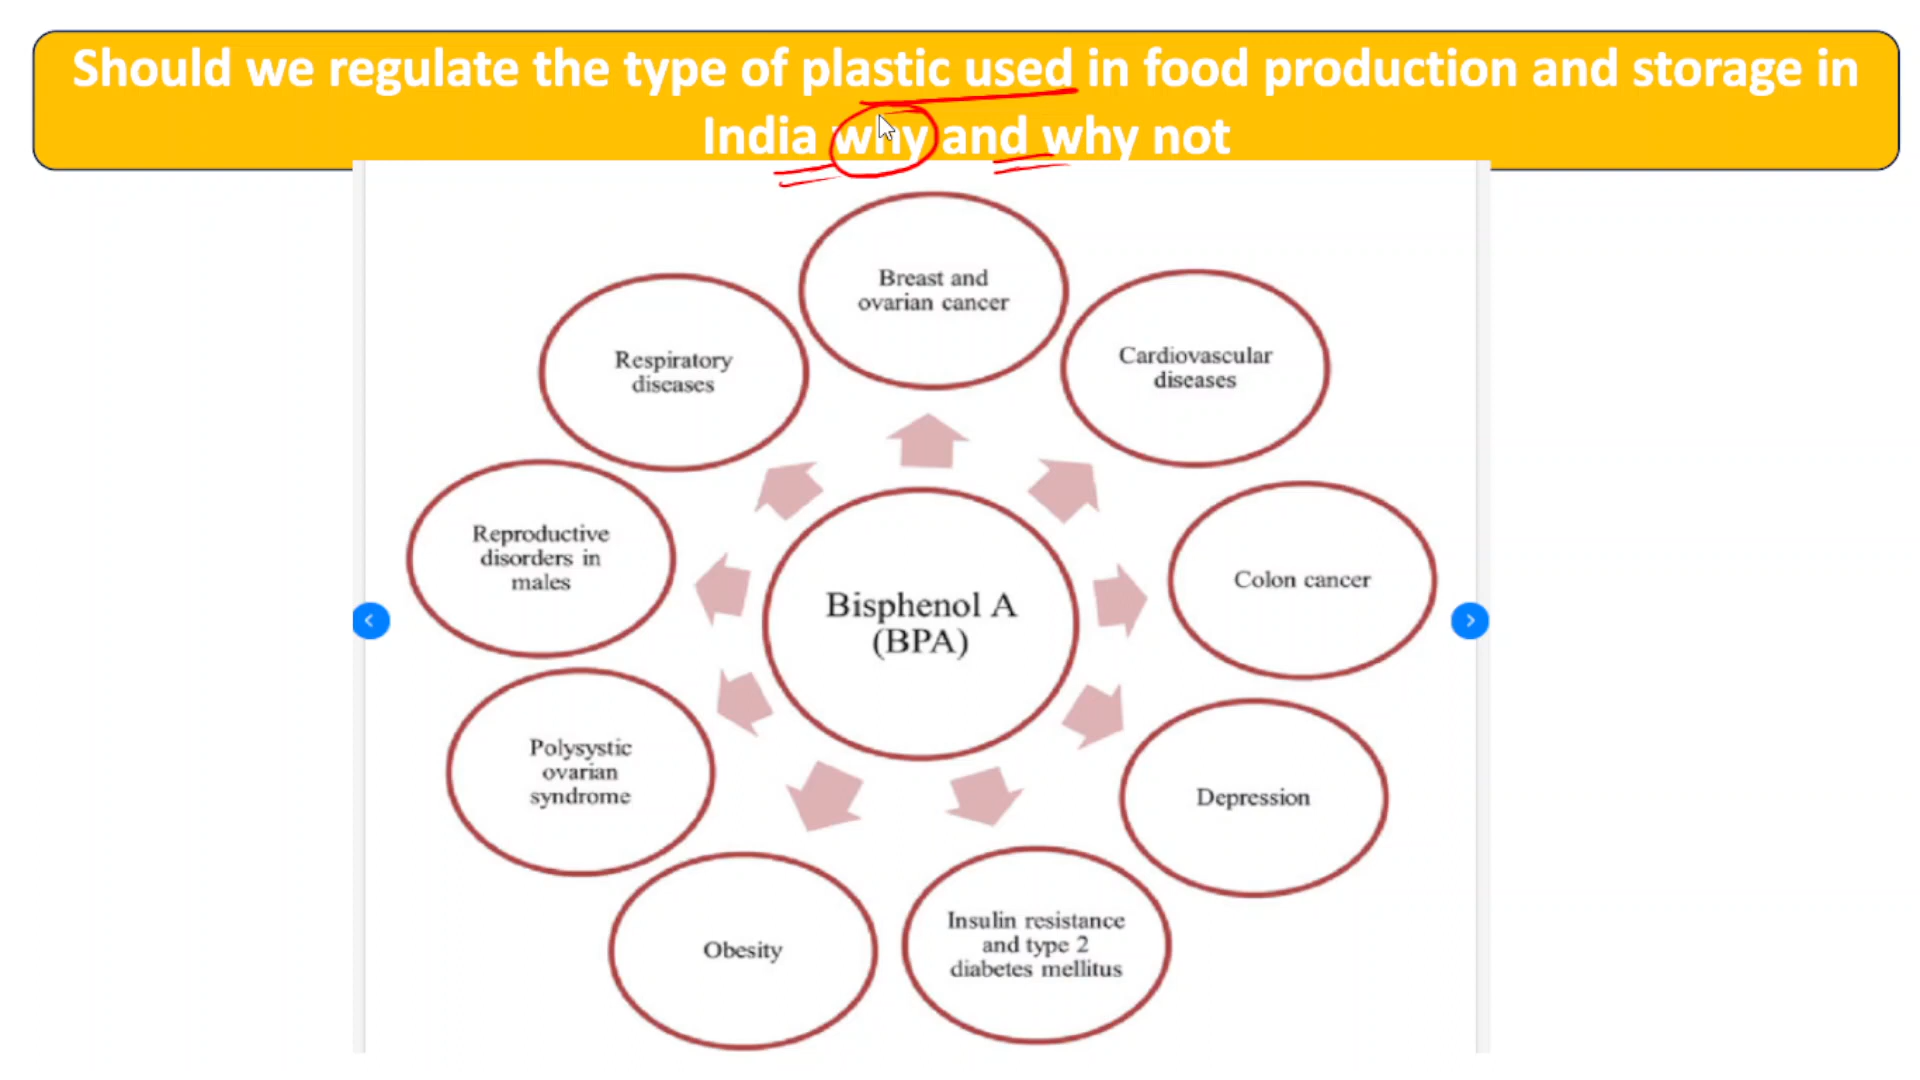 Should we regulate the type of plastic used in food production and storage in
India why and why not
Breast and
ovarian cancer
Cardiovascular
diseases
Respiratory
diseases
Reproductive
disorders in
males
Colon cancer
Bisphenol A
(BPA)
Polysystic
ovarian
syndrome
Depression
Obesity
Insulin resistance
and type 2
diabetes mellitus